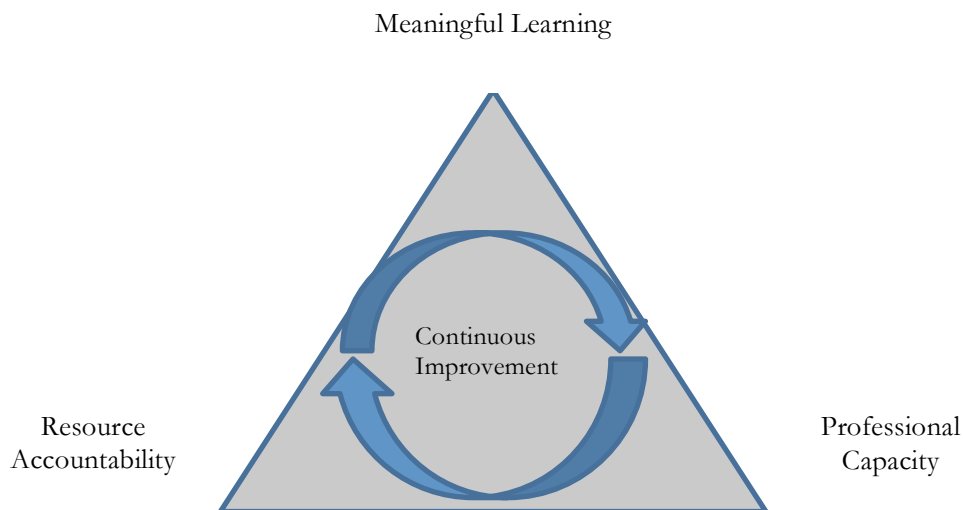 Meaningful Learning
Continuous
Improvement
Resource
Accountability
Professional
Capacity